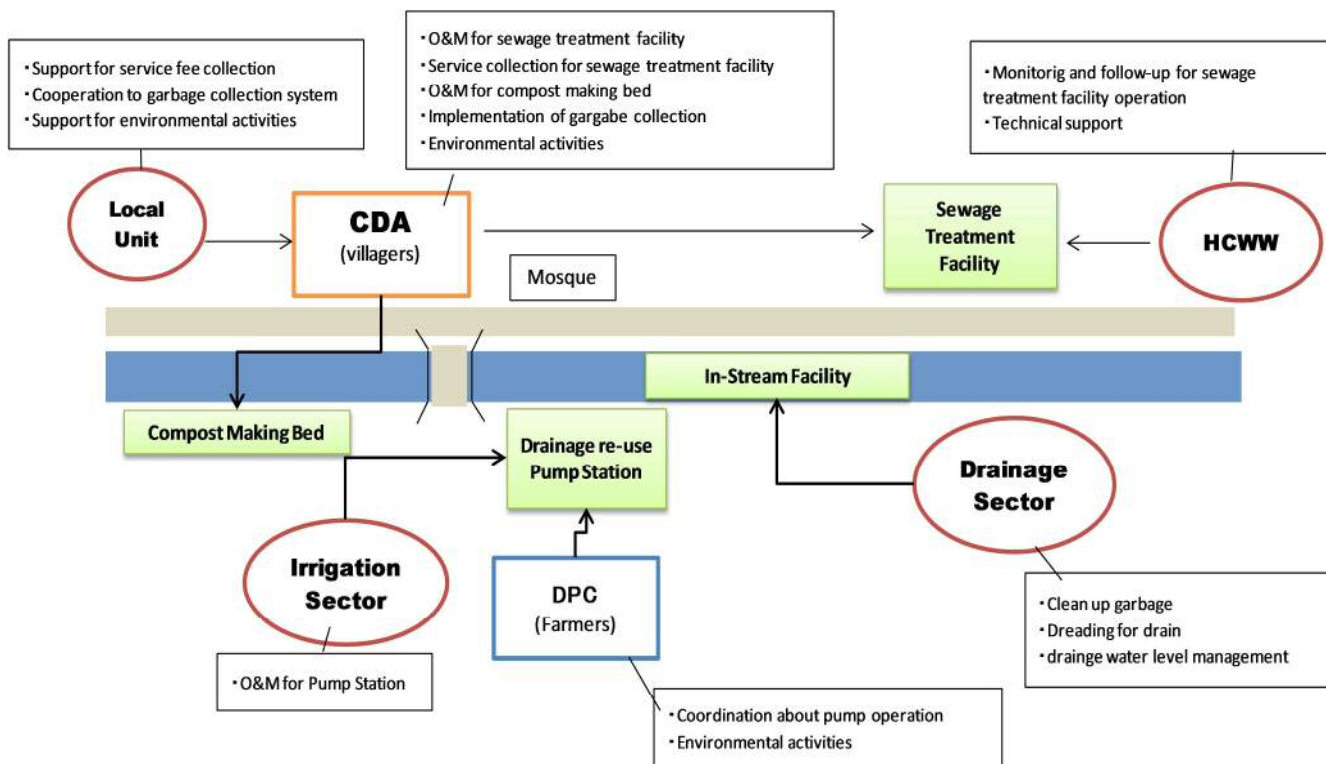 ・Support for service fee collection
・Cooperation to garbage collection system
・Support for environmental activities
・O&M for sewage treatment facility
・Service collection for sewage treatment facility
・O&M for compost making bed
・Implementation of gargabe collection
・Environmental activities
・Monitorig and follow-up for sewage
treatment facility operation
・Technical support
Local
Unit
CDA
(villagers)
Mosque
Sewage
Treatment
Facility
HCWW
In-Stream Facility
Compost Making Bed
Drainage re-use
Pump Station
Drainage
Sector
Irrigation
Sector
DPC
(Farmers)
・Clean up garbage
・Dreading for drain
・drainge water level management
・O&M for Pump Station
・Coordination about pump operation
・Environmental activities